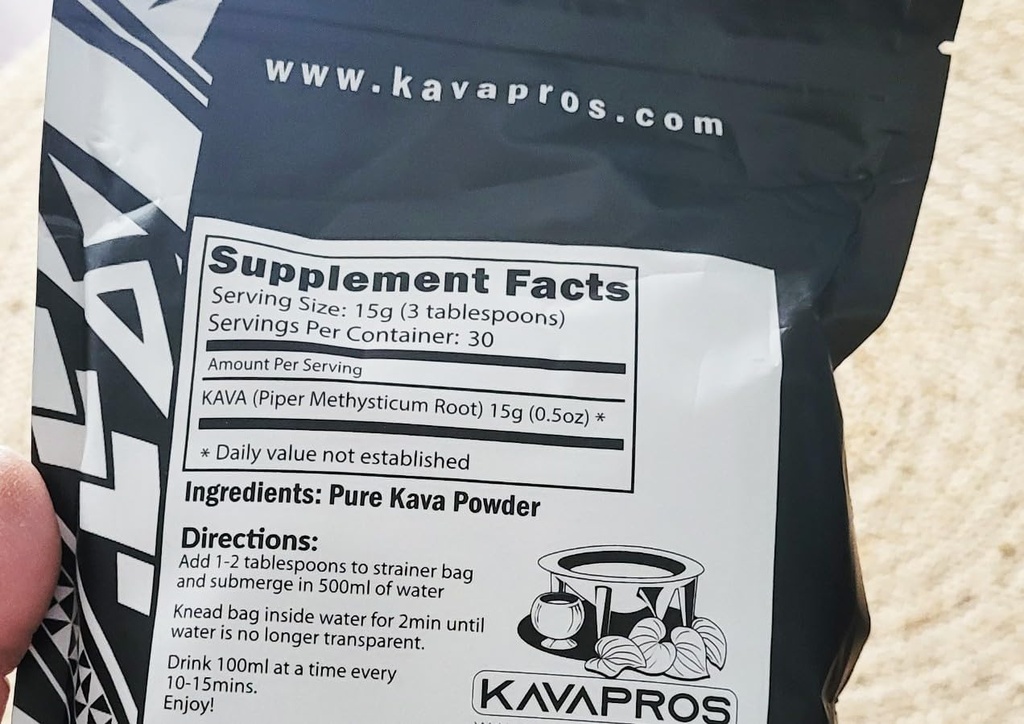 www.kavapros.com
Supplement Facts
Serving Size: 15g (3 tablespoons)
Servings Per Container: 30
Amount Per Serving
KAVA (Piper Methysticum Root) 15g (0.5oz) *
* Daily value not established
Ingredients: Pure Kava Powder
Directions:
Add 1-2 tablespoons to strainer bag
and submerge in 500ml of water
Knead bag inside water for 2min until
water is no longer transparent.
Drink 100ml at a time every
10-15mins.
Enjoy!
KAVAPROS